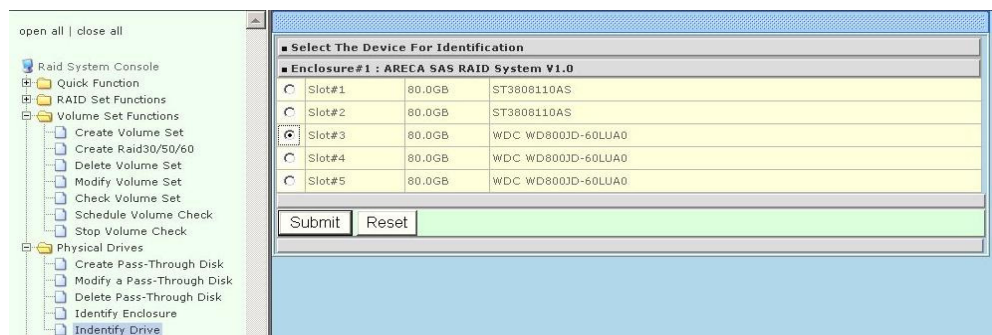 open all | close all
Raid System Console
Quick Function
RAID Set Functions
Volume Set Functions
Create Volume Set
Create Raid30/50/60
Delete Volume Set
Modify Volume Set
Check Volume Set
Schedule Volume Check
Stop Volume Check
Physical Drives
Create Pass-Through Disk
Modify a Pass-Through Disk
Delete Pass-Through Disk
Identify Enclosure
Indentify Drive
Select The Device For Identification
Enclosure#1 : ARECA SAS RAID System V1.0
Slot#1 80.0GB ST3808110AS
Slot#2 80.0GB ST3808110AS
Slot#3 80.0GB WDC WD800JD-60LUA0
Slot#4 80.0GB WDC WD800JD-60LUA0
Slot#5 80.0GB WDC WD800JD-60LUA0
Submit Reset